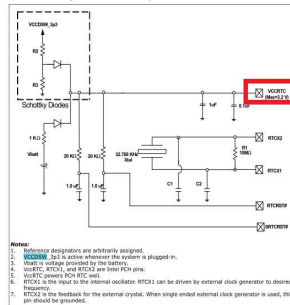 VCCDSW_3p3
R2
R3
Schottky Diodes
VCCRTC
(Max=3.2 V)
1uF
0.1uF
1 KΩ
Vbatt
20 KΩ
20 KΩ
32.768 KHz
Xtal
R1
10MΩ
RTCX2
RTCX1
1.0 uF
1.0 uF
C1
C2
RTCRST#
SRTCRST#
Notes:
1. Reference designators are arbitrarily assigned.
2. VCCDSW_3p3 is active whenever the system is plugged-in.
3. Vbatt is voltage provided by the battery.
4. VccRTC, RTCX1, and RTCX2 are Intel PCH pins.
5. VccRTC powers PCH RTC well.
6. RTCX1 is the input to the internal oscillator. RTCX1 can be driven by external clock generator to desired
frequency.
7. RTCX2 is the feedback for the external crystal. When single ended external clock generator is used, this
pin should be grounded.